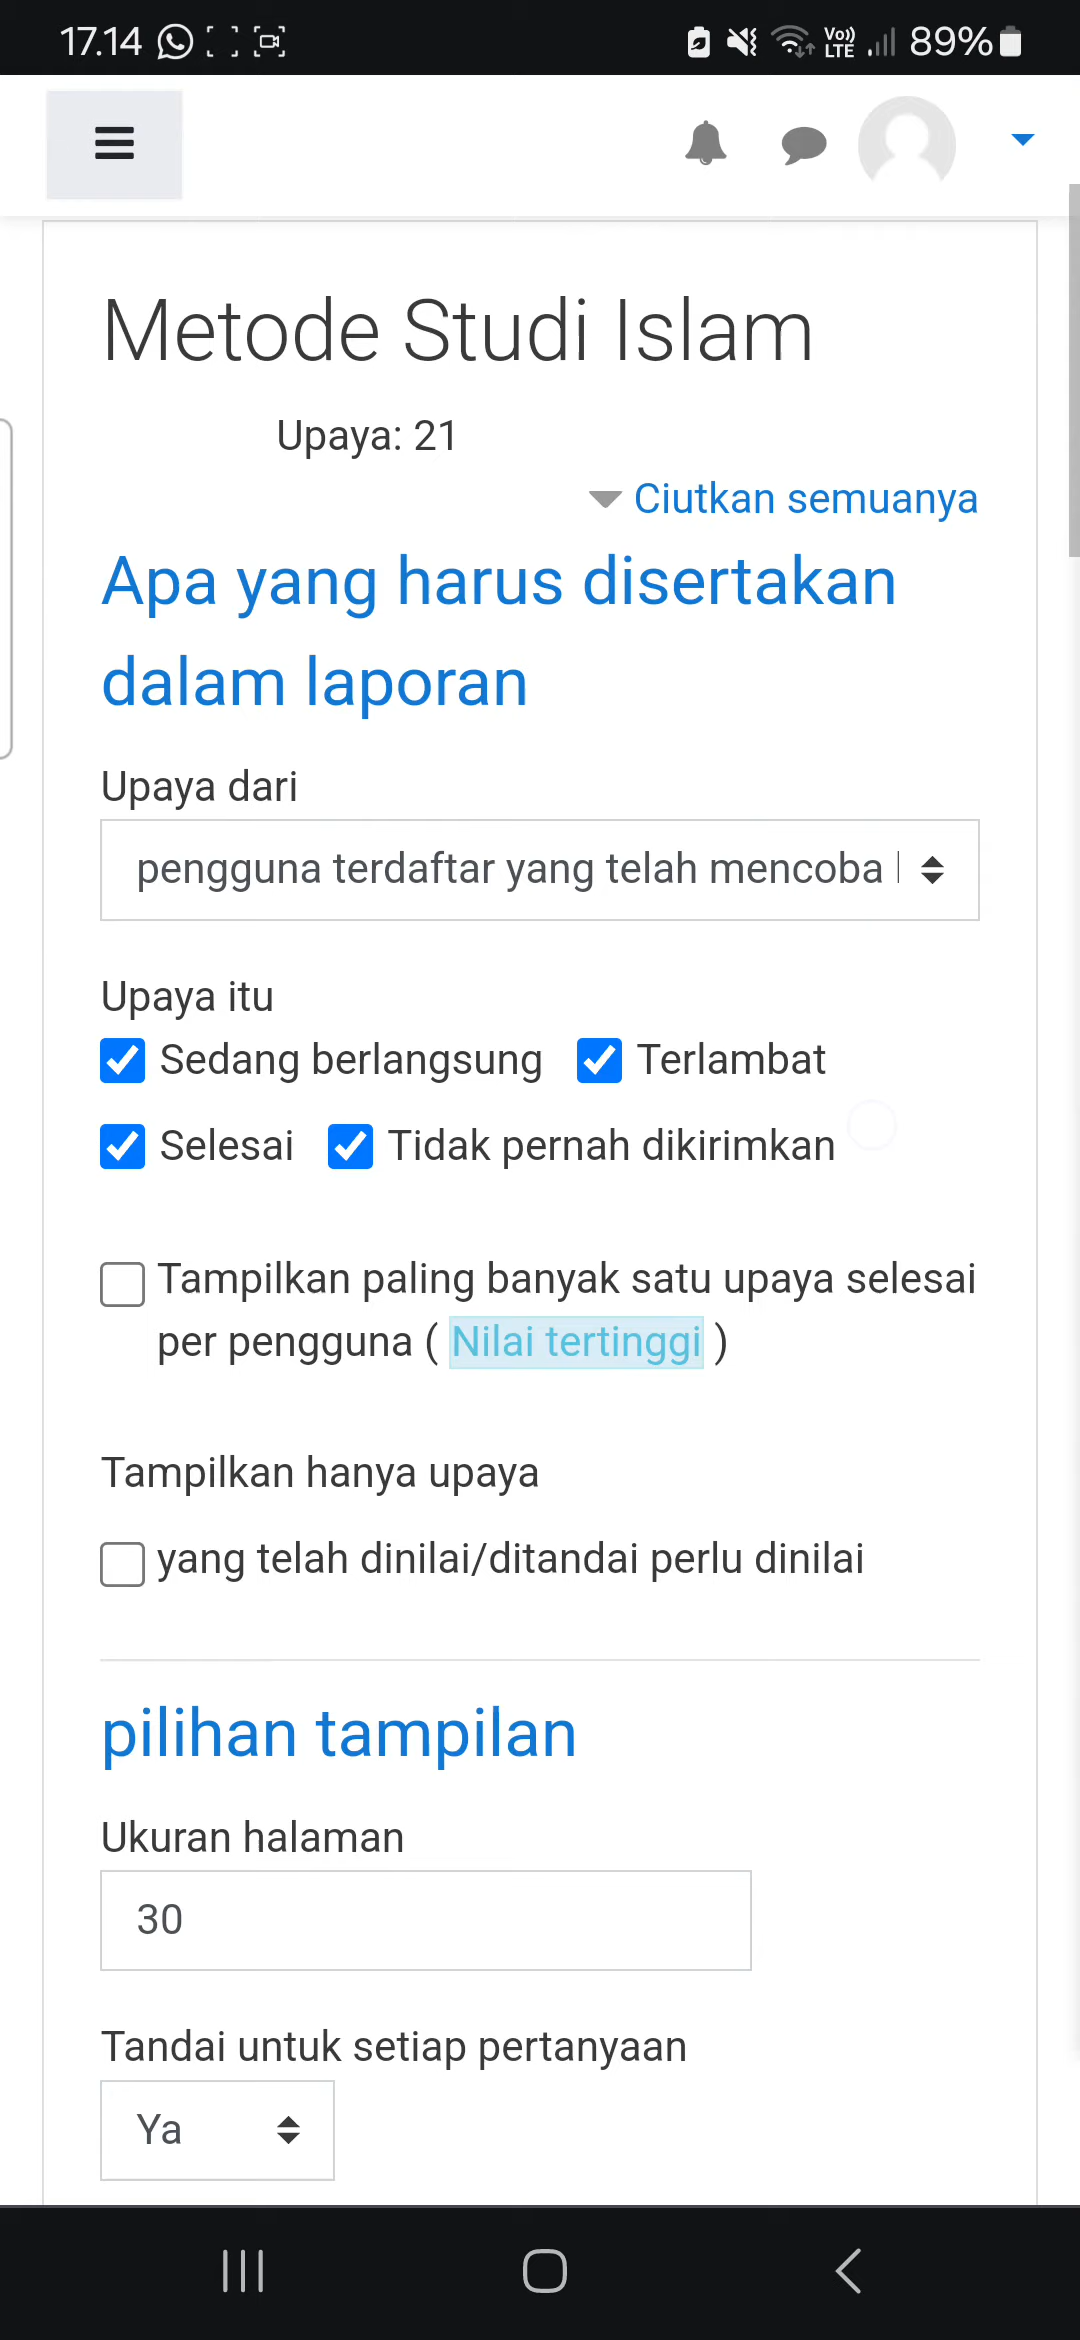 17.14
Vo)) LTE
89%
Metode Studi Islam
Upaya: 21
Ciutkan semuanya
Apa yang harus disertakan
dalam laporan
Upaya dari
pengguna terdaftar yang telah mencoba
Upaya itu
Sedang berlangsung Terlambat
Selesai Tidak pernah dikirimkan
Tampilkan paling banyak satu upaya selesai
per pengguna ( Nilai tertinggi )
Tampilkan hanya upaya
yang telah dinilai/ditandai perlu dinilai
pilihan tampilan
Ukuran halaman
30
Tandai untuk setiap pertanyaan
Ya